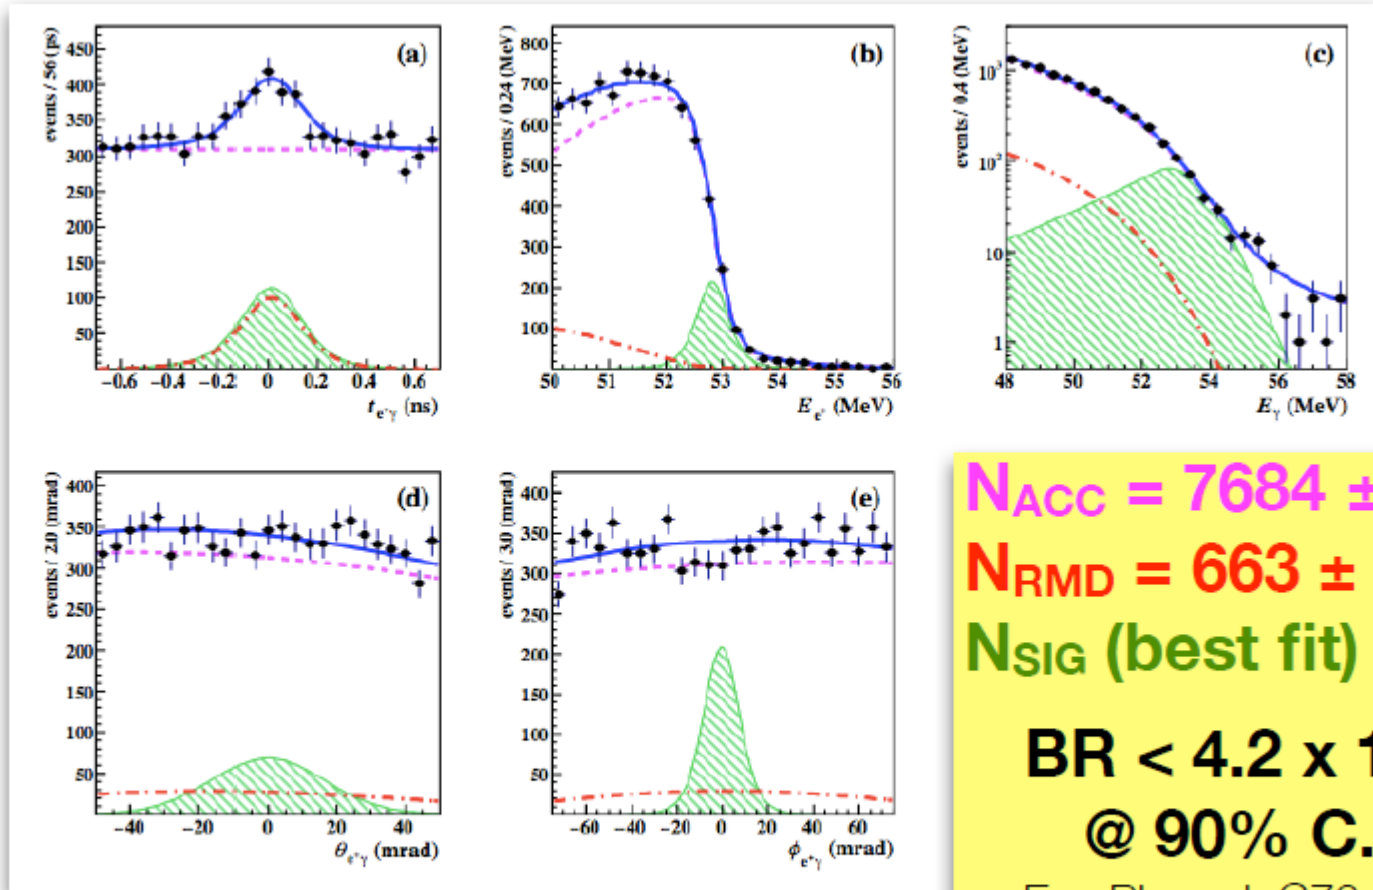 (a)
events / 56 (ps)
450
400
350
300
250
200
150
100
50
−0.6 −0.4 −0.2 0 0.2 0.4 0.6
t_e⁺γ (ns)
(b)
events / 0.24 (MeV)
800
700
600
500
400
300
200
100
50 51 52 53 54 55 56
E_e⁺ (MeV)
(c)
events / 0.4 (MeV)
10³
10²
10
1
48 50 52 54 56 58
E_γ (MeV)
(d)
events / 2.0 (mrad)
400
350
300
250
200
150
100
50
−40 −20 0 20 40
θ_e⁺γ (mrad)
(e)
events / 3.0 (mrad)
400
350
300
250
200
150
100
50
−60 −40 −20 0 20 40 60
ϕ_e⁺γ (mrad)
N_ACC = 7684 ±
N_RMD = 663 ±
N_SIG (best fit)
BR < 4.2 x 1
@ 90% C.